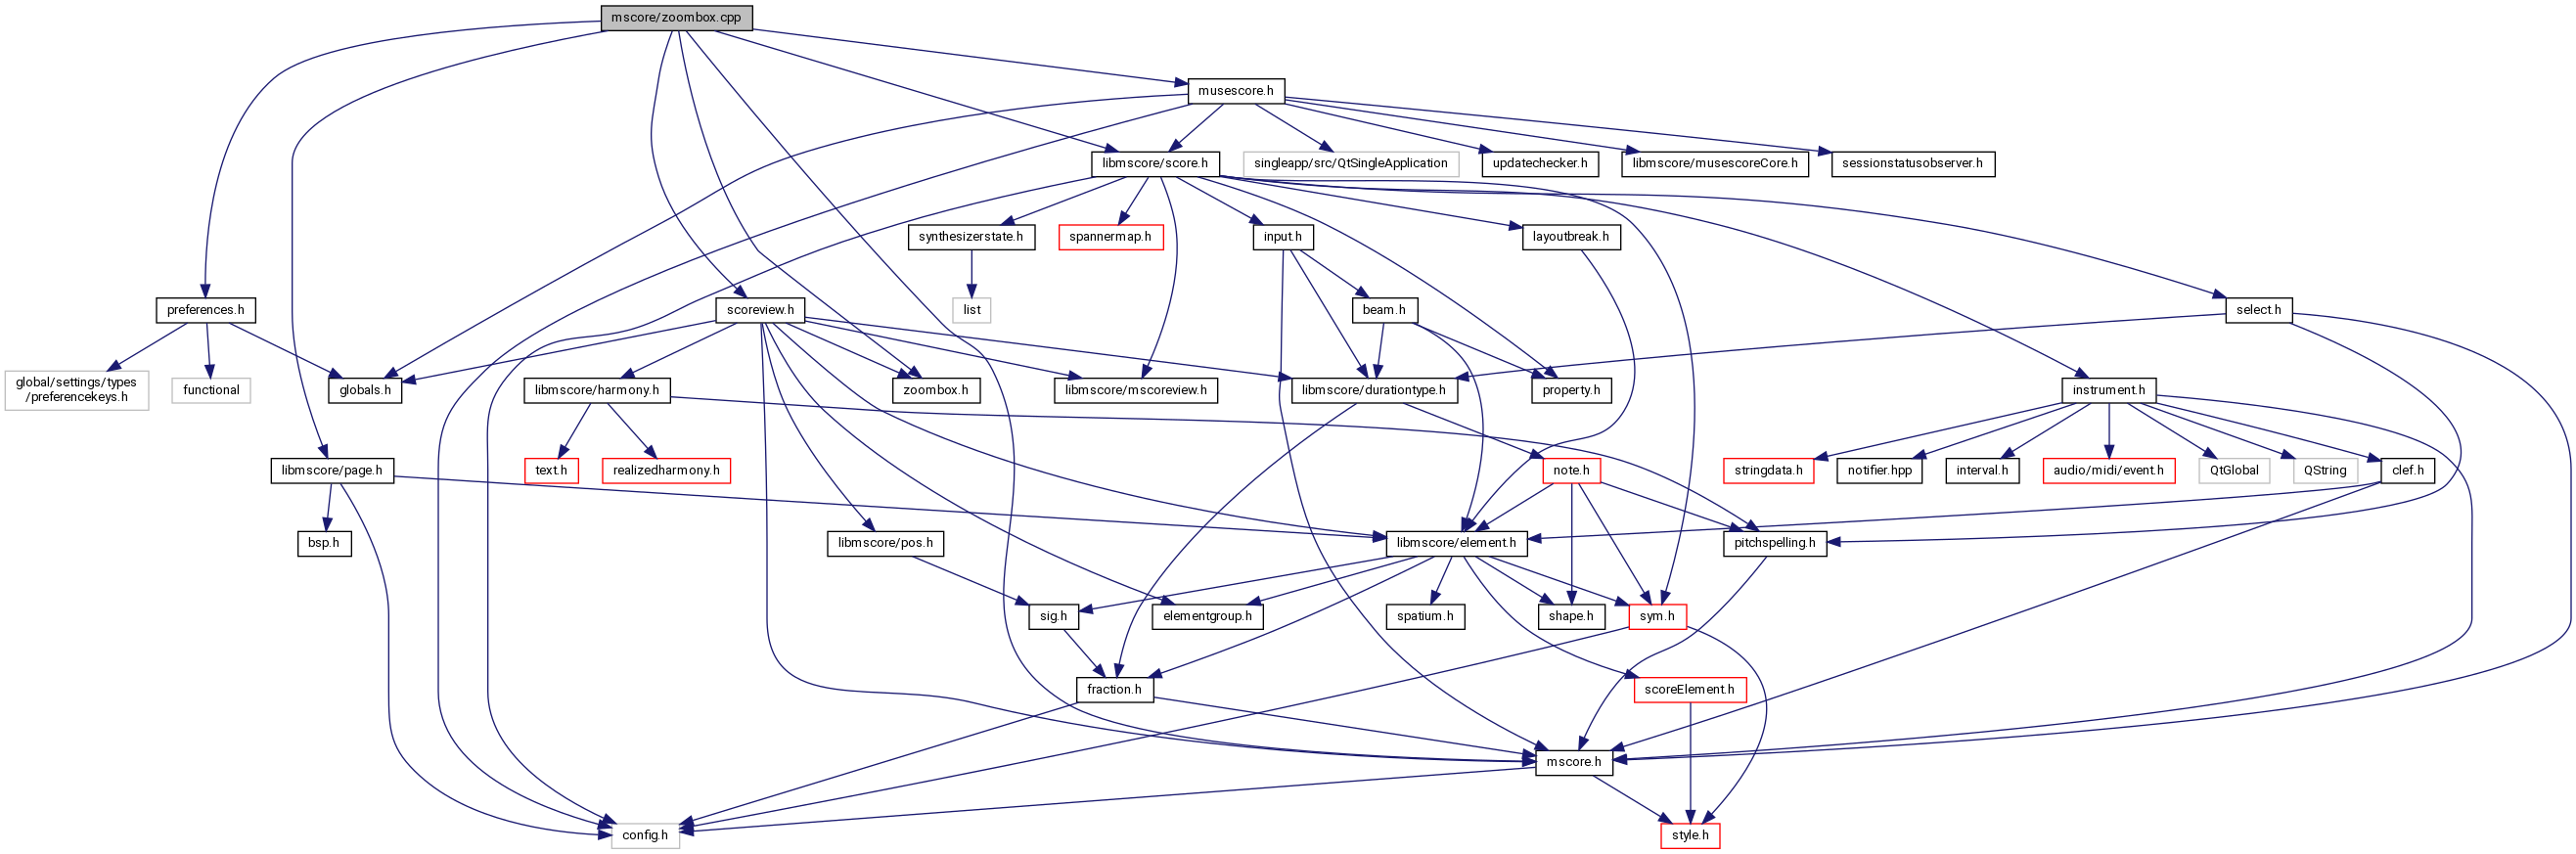 mscore/zoombox.cpp
musescore.h
libmscore/score.h
singleapp/src/QtSingleApplication
updatechecker.h
libmscore/musescoreCore.h
sessionstatusobserver.h
synthesizerstate.h
spannermap.h
input.h
layoutbreak.h
preferences.h
scoreview.h
list
beam.h
select.h
global/settings/types
/preferencekeys.h
functional
globals.h
libmscore/harmony.h
zoombox.h
libmscore/mscoreview.h
libmscore/durationtype.h
property.h
instrument.h
libmscore/page.h
text.h
realizedharmony.h
note.h
stringdata.h
notifier.hpp
interval.h
audio/midi/event.h
QtGlobal
QString
clef.h
bsp.h
libmscore/pos.h
libmscore/element.h
pitchspelling.h
sig.h
elementgroup.h
spatium.h
shape.h
sym.h
fraction.h
scoreElement.h
mscore.h
config.h
style.h